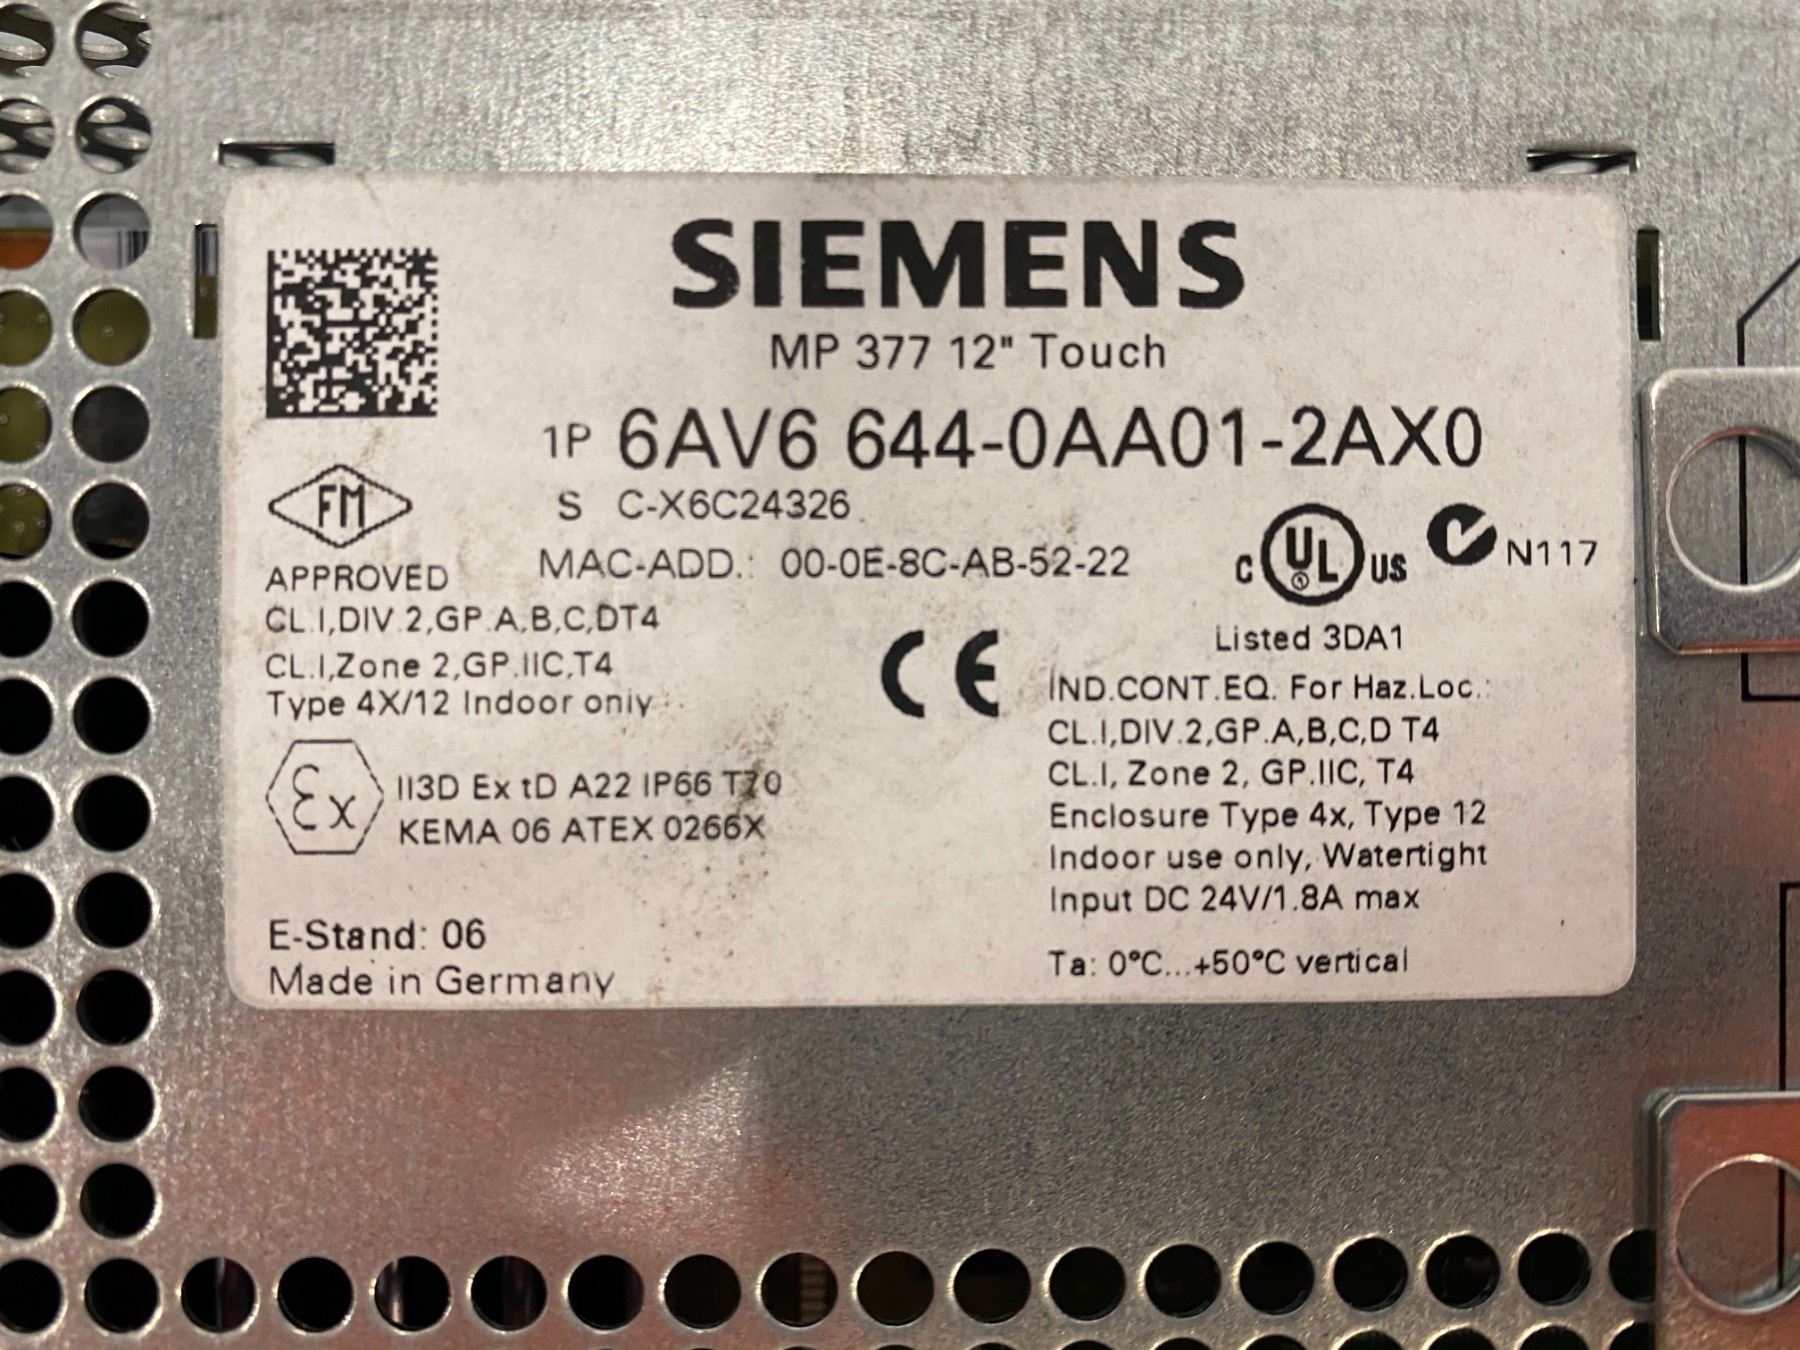 SIEMENS
MP 377 12" Touch
1P 6AV6 644-0AA01-2AX0
S C-X6C24326
MAC-ADD.: 00-0E-8C-AB-52-22
FM
APPROVED
CL.I,DIV.2,GP.A,B,C,DT4
CL.I,Zone 2,GP.IIC,T4
Type 4X/12 Indoor only
Ex II3D Ex tD A22 IP66 T70
KEMA 06 ATEX 0266X
E-Stand: 06
Made in Germany
CE
C UL US N117
Listed 3DA1
IND.CONT.EQ. For Haz.Loc.:
CL.I,DIV.2,GP.A,B,C,D T4
CL.I, Zone 2, GP.IIC, T4
Enclosure Type 4x, Type 12
Indoor use only, Watertight
Input DC 24V/1.8A max
Ta: 0°C...+50°C vertical